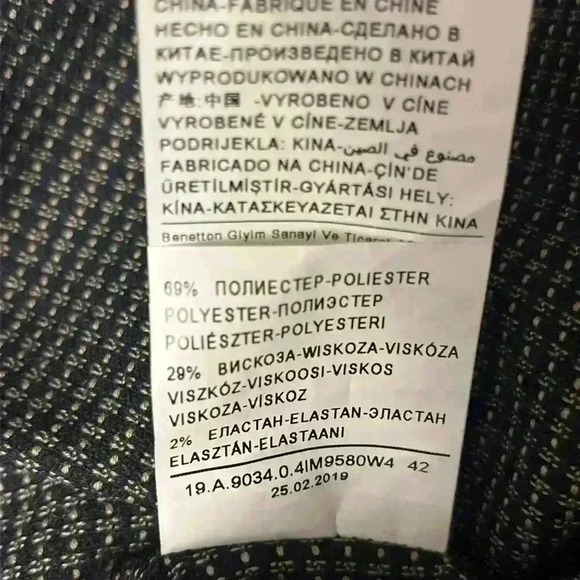 CHINA-FABRIQUÉ EN CHINE
HECHO EN CHINA-СДЕЛАНО В
КИТАЕ-ПРОИЗВЕДЕНО В КИТАЙ
WYPRODUKOWANO W CHINACH
产地:中国 -VYROBENO V CÍNE
VYROBENÉ V CÍNE-ZEMLJA
PODRIJEKLA: KINA-مصنوع في الصين
FABRICADO NA CHINA-ÇİN'DE
ÜRETİLMİŞTİR-GYÁRTÁSI HELY:
KÍNA-ΚΑΤΑΣΚΕΥΑΖΕΤΑΙ ΣΤΗΝ ΚΙΝΑ
Benetton Giyim Sanayi Ve
69% ПОЛИЕСТЕР-POLIESTER
POLYESTER-ПОЛИЭСТЕР
POLIÉSZTER-POLYESTERI
29% ВИСКОЗА-WISKOZA-VISKÓZA
VISZKÓZ-VISKOOSI-VISKOS
VISKOZA-VİSKOZ
2% ЕЛАСТАН-ELASTAN-ЭЛАСТАН
ELASZTÁN-ELASTAANI
19.A.9034.0.4IM9580W4 42
25.02.2019